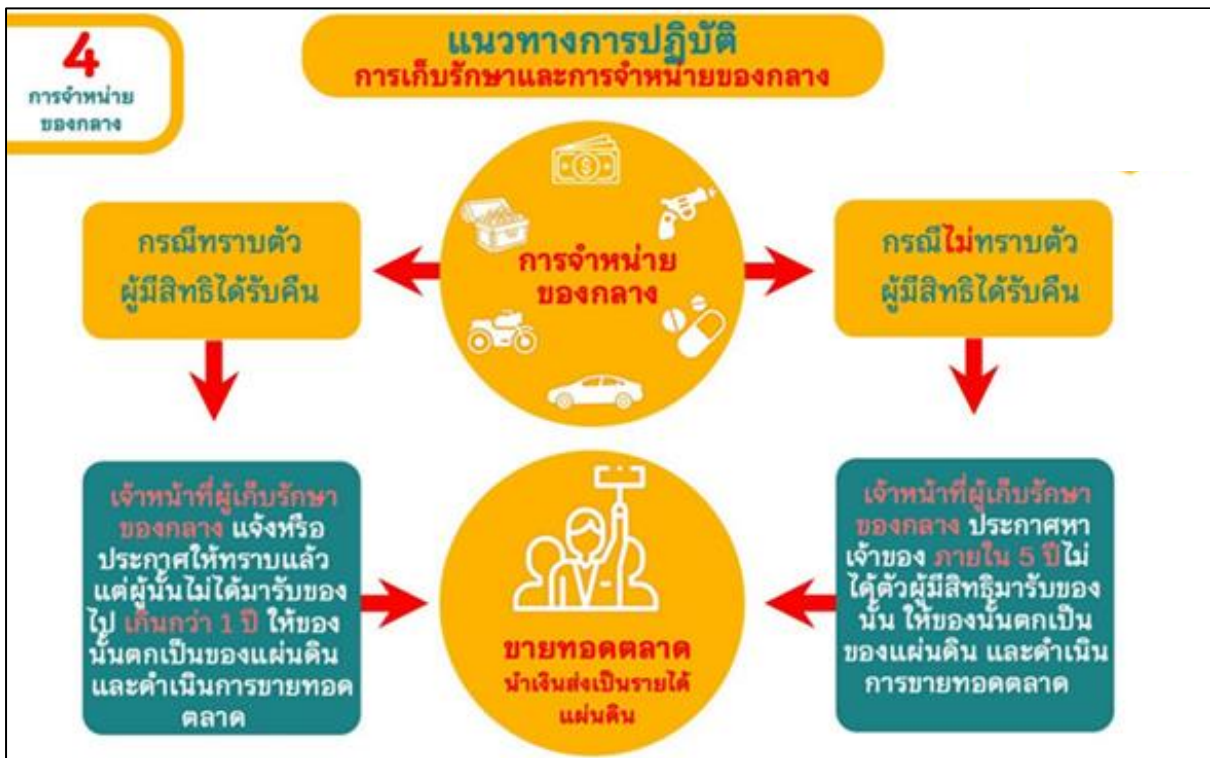 4
การจำหน่าย
ของกลาง
แนวทางการปฏิบัติ
การเก็บรักษาและการจำหน่ายของกลาง
กรณีทราบตัว
ผู้มีสิทธิได้รับคืน
การจำหน่าย
ของกลาง
กรณีไม่ทราบตัว
ผู้มีสิทธิได้รับคืน
เจ้าหน้าที่ผู้เก็บรักษา
ของกลาง แจ้งหรือ
ประกาศให้ทราบแล้ว
แต่ผู้นั้นไม่ได้มารับของ
ไป เกินกว่า 1 ปี ให้ของ
นั้นตกเป็นของแผ่นดิน
และดำเนินการขายทอด
ตลาด
ขายทอดตลาด
นำเงินส่งเป็นรายได้
แผ่นดิน
เจ้าหน้าที่ผู้เก็บรักษา
ของกลาง ประกาศหา
เจ้าของ ภายใน 5 ปีไม่
ได้ตัวผู้มีสิทธิมารับของ
นั้น ให้ของนั้นตกเป็น
ของแผ่นดิน และดำเนิน
การขายทอดตลาด